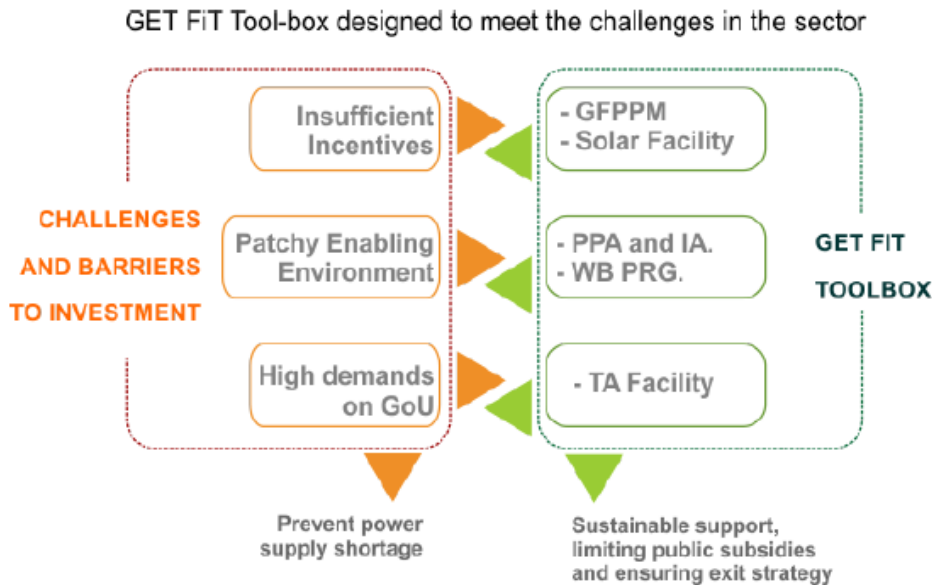 GET FiT Tool-box designed to meet the challenges in the sector
Insufficient
Incentives
- GFPPM
- Solar Facility
CHALLENGES
AND BARRIERS
TO INVESTMENT
Patchy Enabling
Environment
- PPA and IA.
- WB PRG.
GET FIT
TOOLBOX
High demands
on GoU
- TA Facility
Prevent power
supply shortage
Sustainable support,
limiting public subsidies
and ensuring exit strategy